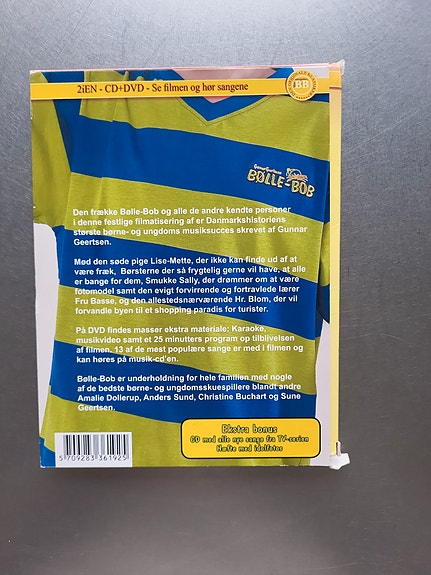 2iEN - CD+DVD - Se filmen og hør sangene
BB
Gunnar Geertsens
BØLLE-BOB
Den frække Bølle-Bob og alle de andre kendte personer
i denne festlige filmatisering af er Danmarkshistoriens
største børne- og ungdoms musiksucces skrevet af Gunnar
Geertsen.
Mød den søde pige Lise-Mette, der ikke kan finde ud af at
være fræk,  Børsterne der så frygtelig gerne vil have, at alle
er bange for dem, Smukke Sally, der drømmer om at være
fotomodel samt den evigt forvirrende og fortravlede lærer
Fru Basse, og den allestedsnærværende Hr. Blom, der vil
forvandle byen til et shopping paradis for turister.
På DVD findes masser ekstra materiale: Karaoke,
musikvideo samt et 25 minutters program op tilblivelsen
af filmen. 13 af de mest populære sange er med i filmen og
kan høres på musik-cd'en.
Bølle-Bob er underholdning for hele familien med nogle
af de bedste børne- og ungdomsskuespillere blandt andre
Amalie Dollerup, Anders Sund, Christine Buchart og Sune
Geertsen.
Ekstra bonus
CD med alle nye sange fra TV-serien
Hæfte med idolfotos
5 709283 361925